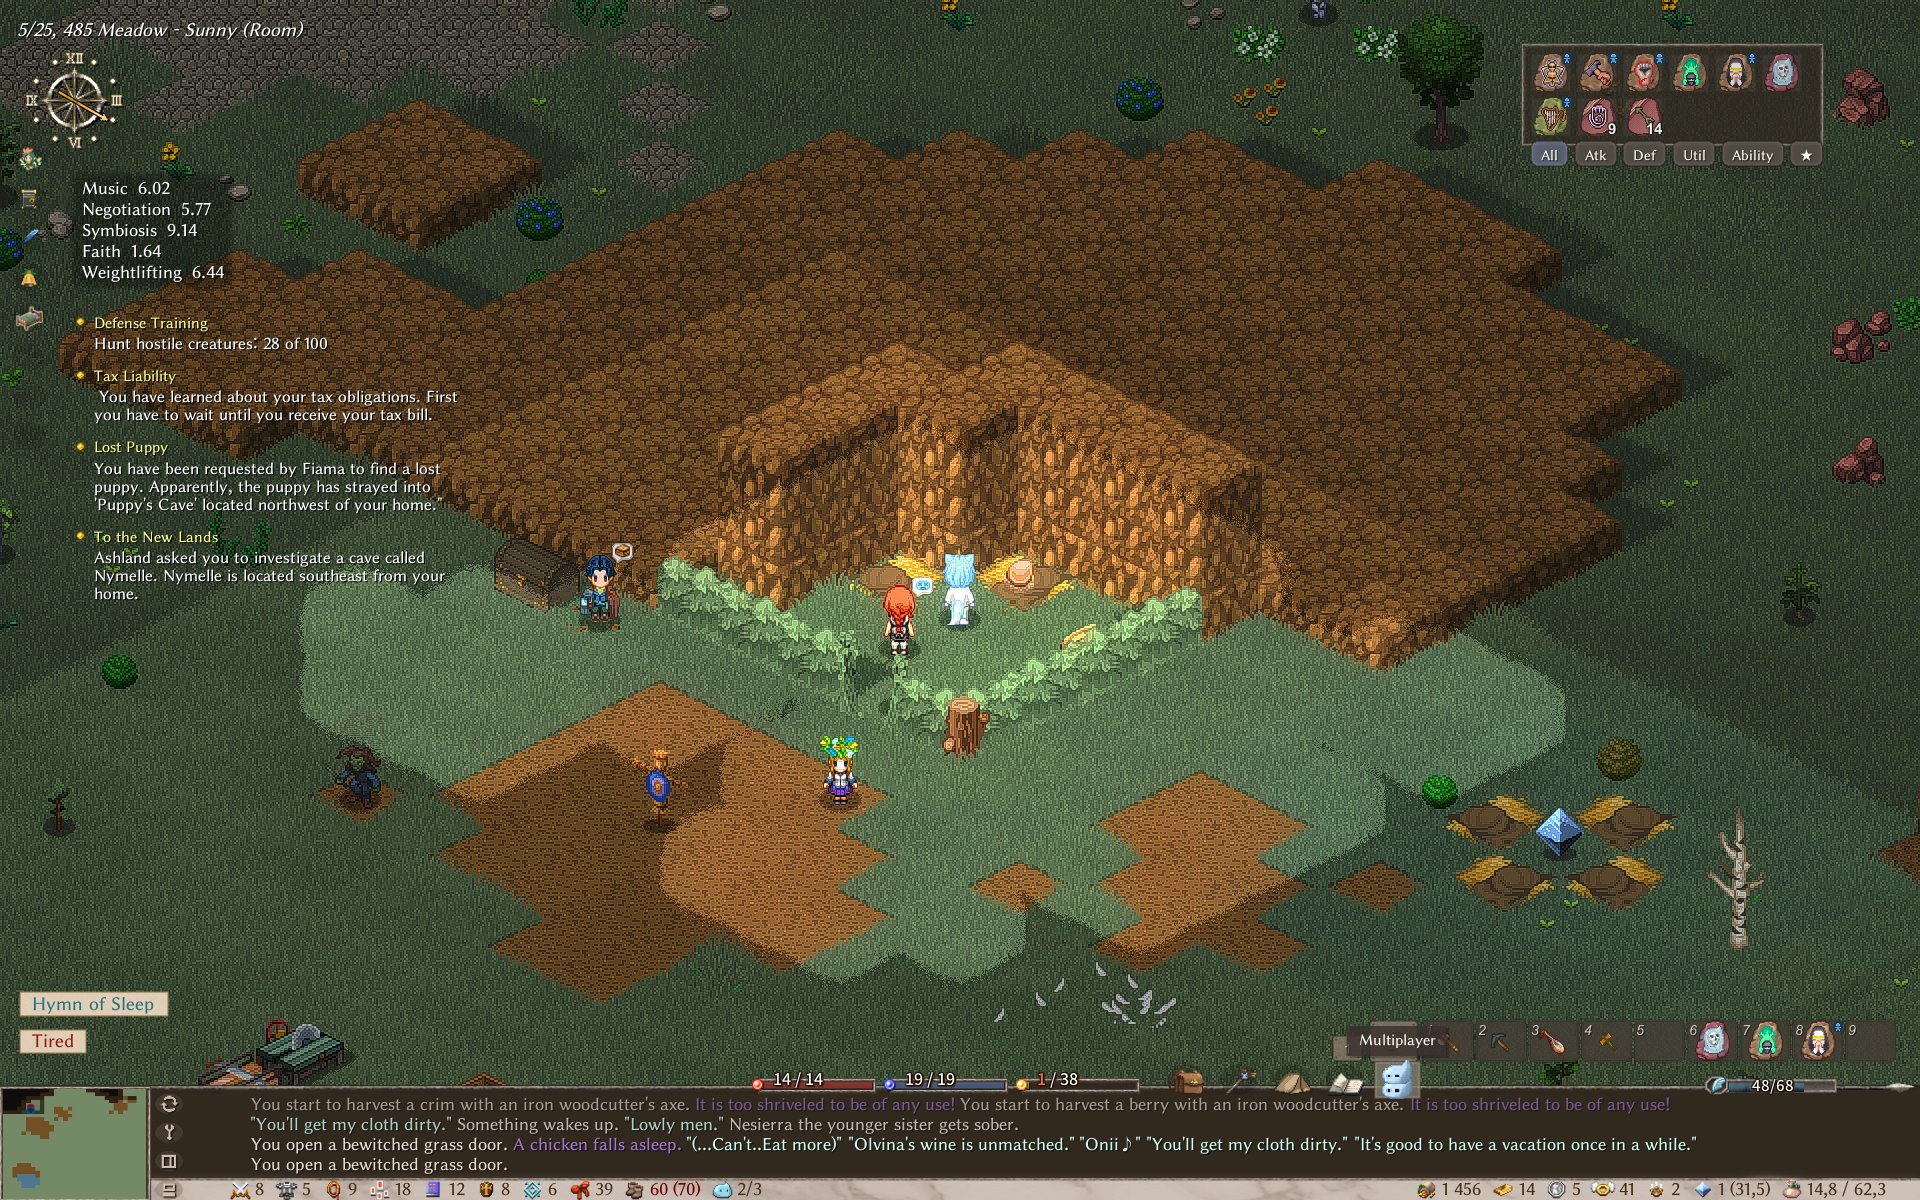 5/25, 485 Meadow - Sunny (Room)
XII
IX
III
VI
9
14
All Atk Def Util Ability ★
Music 6.02
Negotiation 5.77
Symbiosis 9.14
Faith 1.64
Weightlifting 6.44
Defense Training
Hunt hostile creatures: 28 of 100
Tax Liability
You have learned about your tax obligations. First
you have to wait until you receive your tax bill.
Lost Puppy
You have been requested by Fiama to find a lost
puppy. Apparently, the puppy has strayed into
'Puppy's Cave' located northwest of your home."
To the New Lands
Ashland asked you to investigate a cave called
Nymelle. Nymelle is located southeast from your
home.
Hymn of Sleep
Tired
Multiplayer
2 3 4 5 6 7 8 9
14/14 19/19 1/38 48/68
You start to harvest a crim with an iron woodcutter's axe. It is too shriveled to be of any use! You start to harvest a berry with an iron woodcutter's axe. It is too shriveled to be of any use!
"You'll get my cloth dirty." Something wakes up. "Lowly men." Nesierra the younger sister gets sober.
You open a bewitched grass door. A chicken falls asleep. "(...Can't..Eat more)" "Olvina's wine is unmatched." "Onii♪" "You'll get my cloth dirty." "It's good to have a vacation once in a while."
You open a bewitched grass door.
8 5 9 18 12 8 6 39 60 (70) 2/3 1 456 14 5 41 2 1 (31,5) 14,8 / 62,3